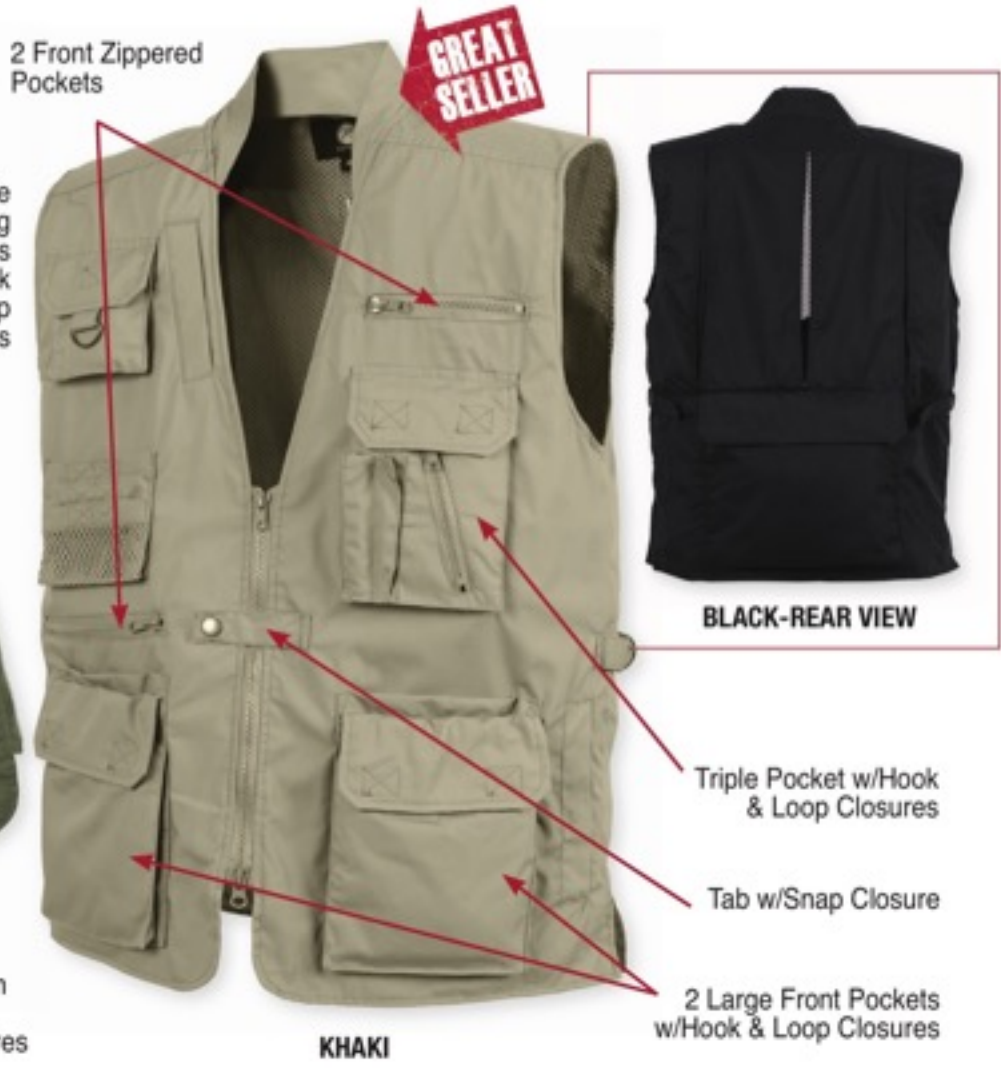 2 Front Zippered
Pockets
GREAT
SELLER
BLACK-REAR VIEW
Triple Pocket w/Hook
& Loop Closures
Tab w/Snap Closure
2 Large Front Pockets
w/Hook & Loop Closures
KHAKI